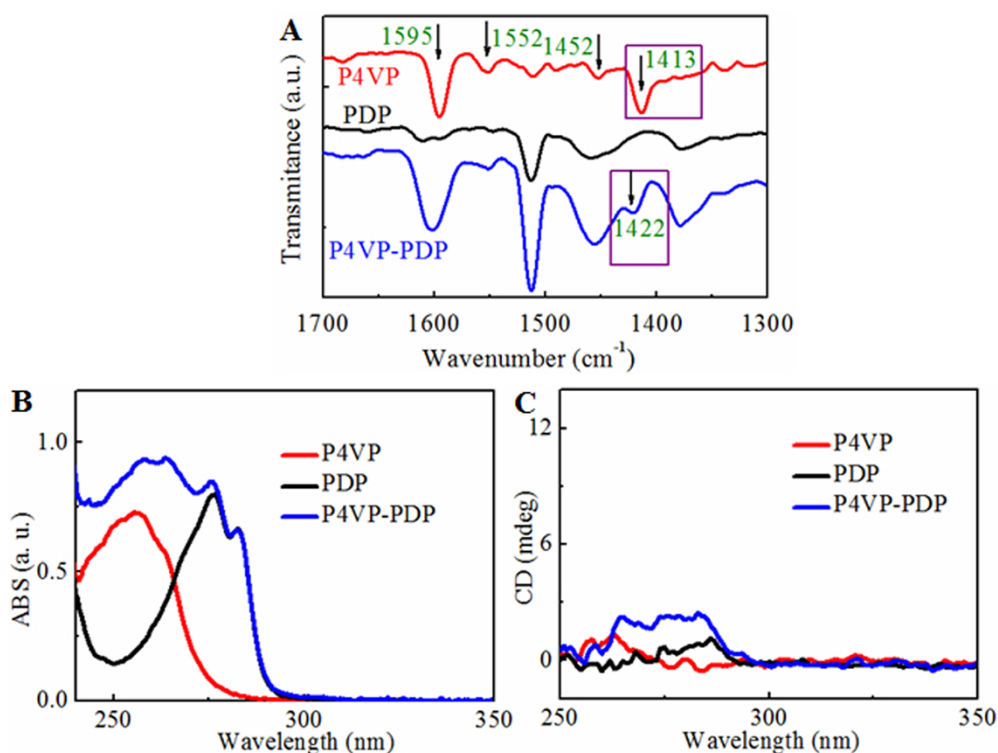 A
1595
1552
1452
1413
P4VP
PDP
1422
P4VP-PDP
Transmitance (a.u.)
1700 1600 1500 1400 1300
Wavenumber (cm-1)
B
1.0
0.5
0.0
ABS (a. u.)
P4VP
PDP
P4VP-PDP
250 300 350
Wavelength (nm)
C
12
6
0
CD (mdeg)
P4VP
PDP
P4VP-PDP
250 300 350
Wavelength (nm)